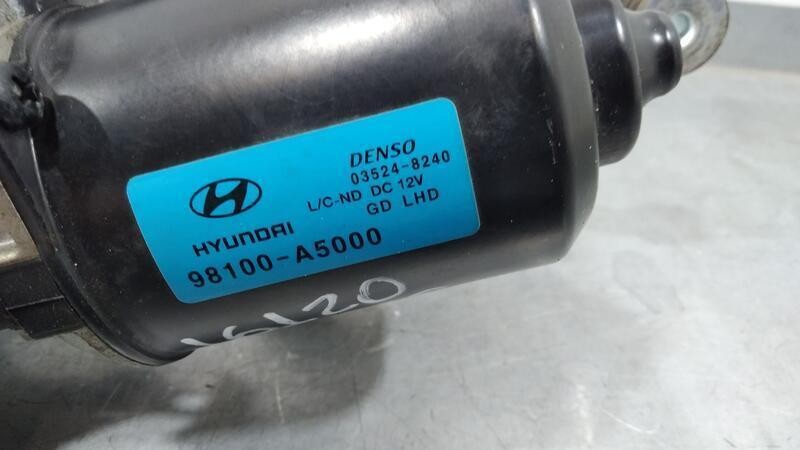 DENSO
03524-8240
L/C-ND DC 12V
GD LHD
HYUNDAI
98100-A5000